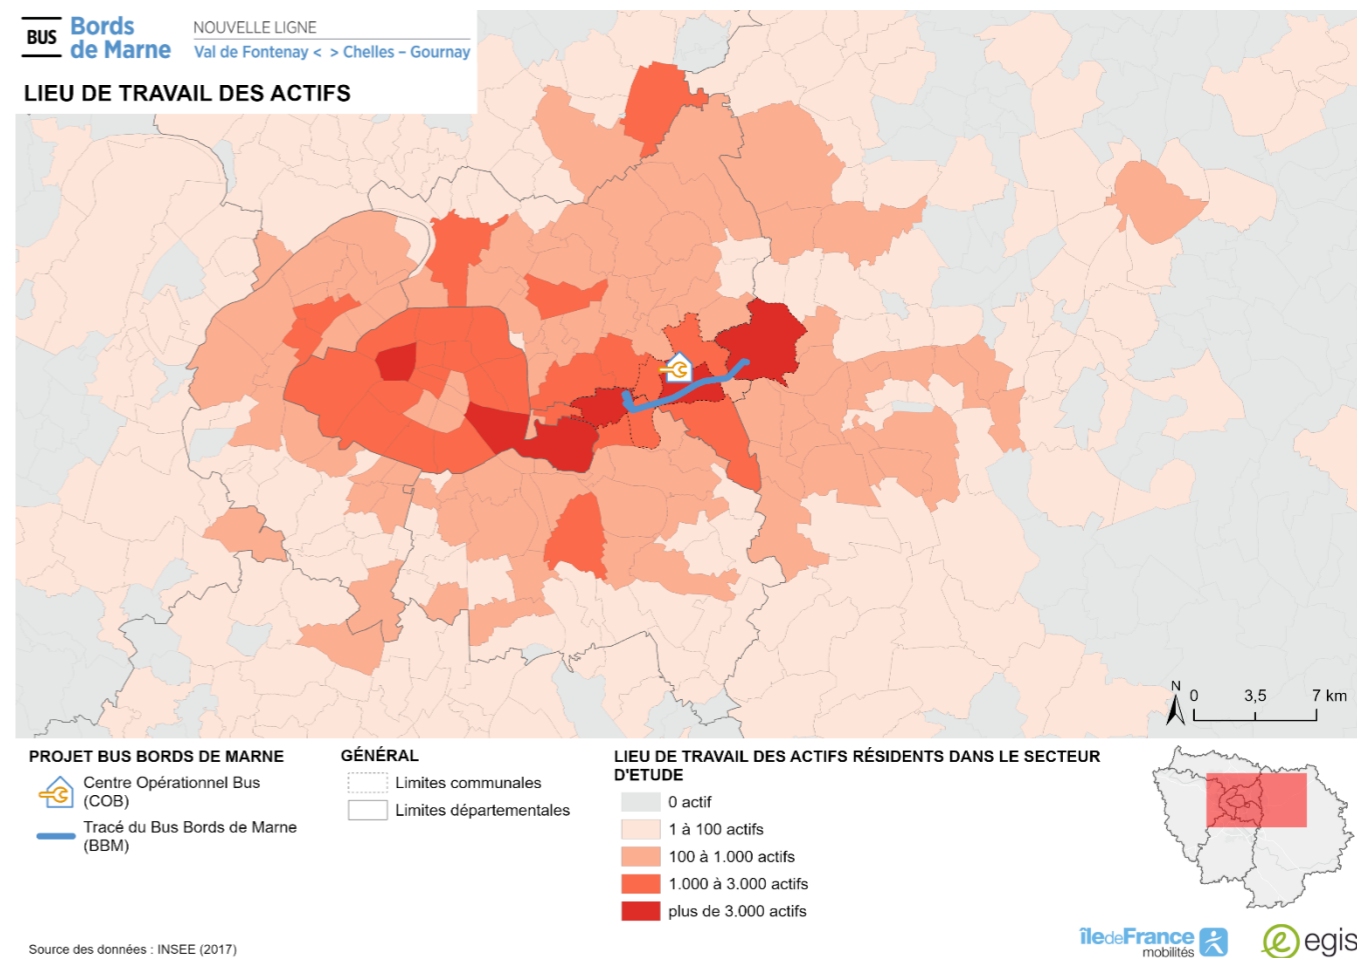 BUS
Bords
de Marne
NOUVELLE LIGNE
Val de Fontenay < > Chelles – Gournay
LIEU DE TRAVAIL DES ACTIFS
N
0 3,5 7 km
PROJET BUS BORDS DE MARNE
Centre Opérationnel Bus
(COB)
Tracé du Bus Bords de Marne
(BBM)
GÉNÉRAL
Limites communales
Limites départementales
LIEU DE TRAVAIL DES ACTIFS RÉSIDENTS DANS LE SECTEUR
D'ETUDE
0 actif
1 à 100 actifs
100 à 1.000 actifs
1.000 à 3.000 actifs
plus de 3.000 actifs
Source des données : INSEE (2017)
îledeFrance
mobilités
egis